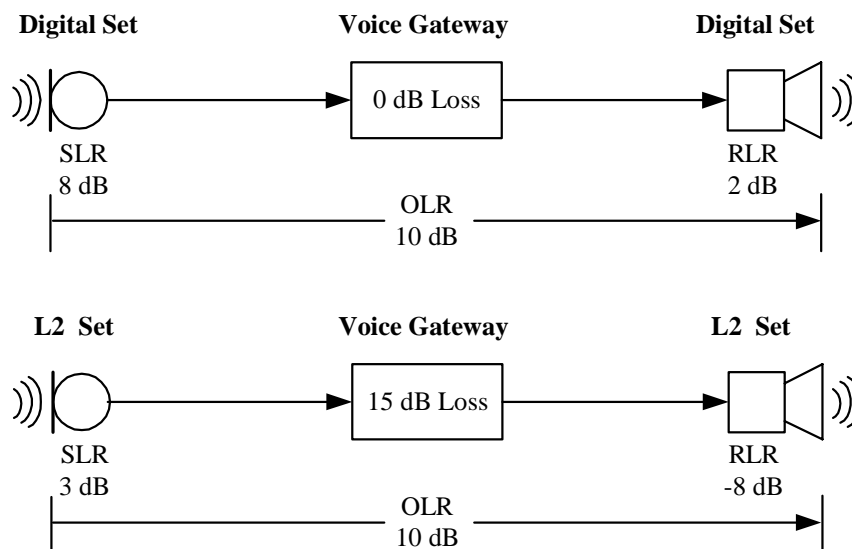 Digital Set Voice Gateway Digital Set
0 dB Loss
SLR RLR
8 dB 2 dB
OLR
10 dB
L2 Set Voice Gateway L2 Set
15 dB Loss
SLR RLR
3 dB -8 dB
OLR
10 dB